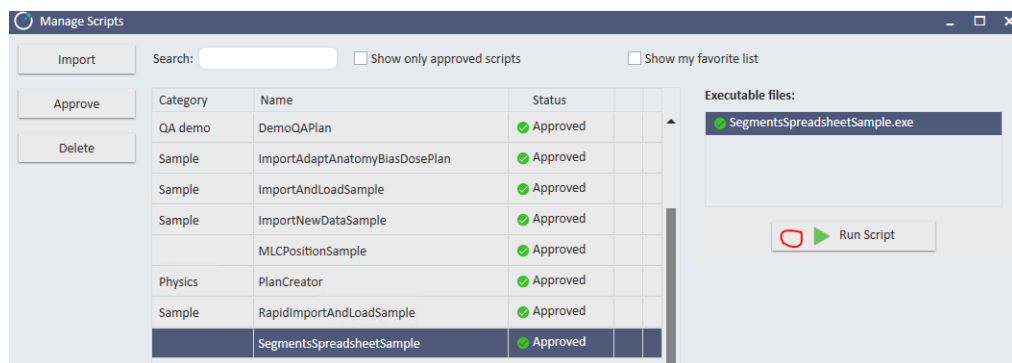 Manage Scripts
Import
Search:
Show only approved scripts
Show my favorite list
Approve
Delete
Category Name Status
QA demo DemoQAPlan Approved
Sample ImportAdaptAnatomyBiasDosePlan Approved
Sample ImportAndLoadSample Approved
Sample ImportNewDataSample Approved
MLCPositionSample Approved
Physics PlanCreator Approved
Sample RapidImportAndLoadSample Approved
SegmentsSpreadsheetSample Approved
Executable files:
SegmentsSpreadsheetSample.exe
Run Script